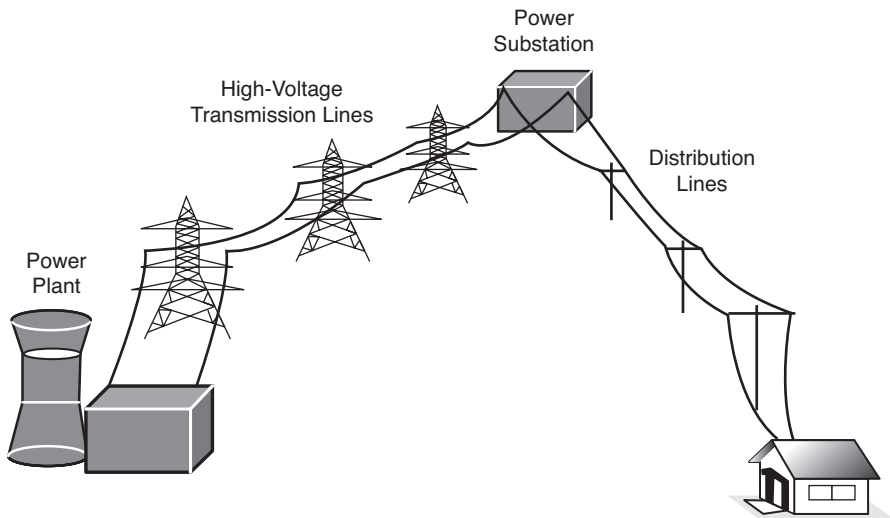 Power
Substation
High-Voltage
Transmission Lines
Distribution
Lines
Power
Plant